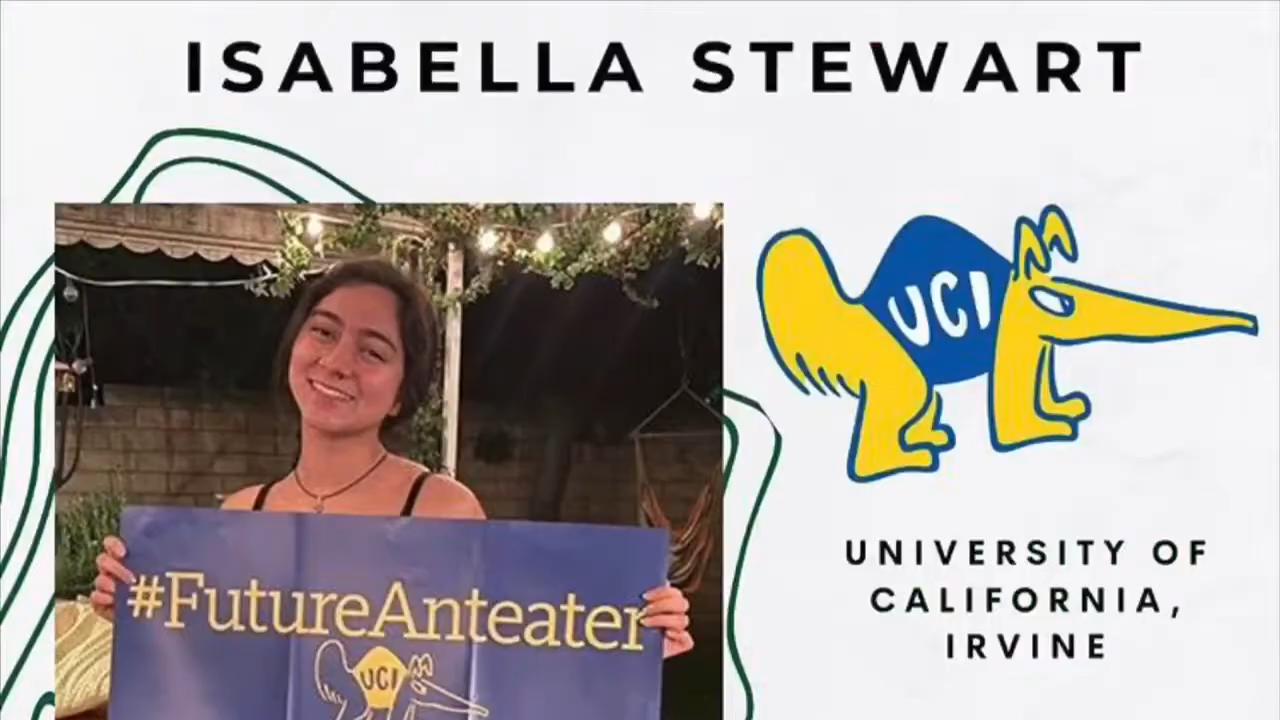 ISABELLA STEWART
UCI
#FutureAnteater
UCI
UNIVERSITY OF
CALIFORNIA,
IRVINE